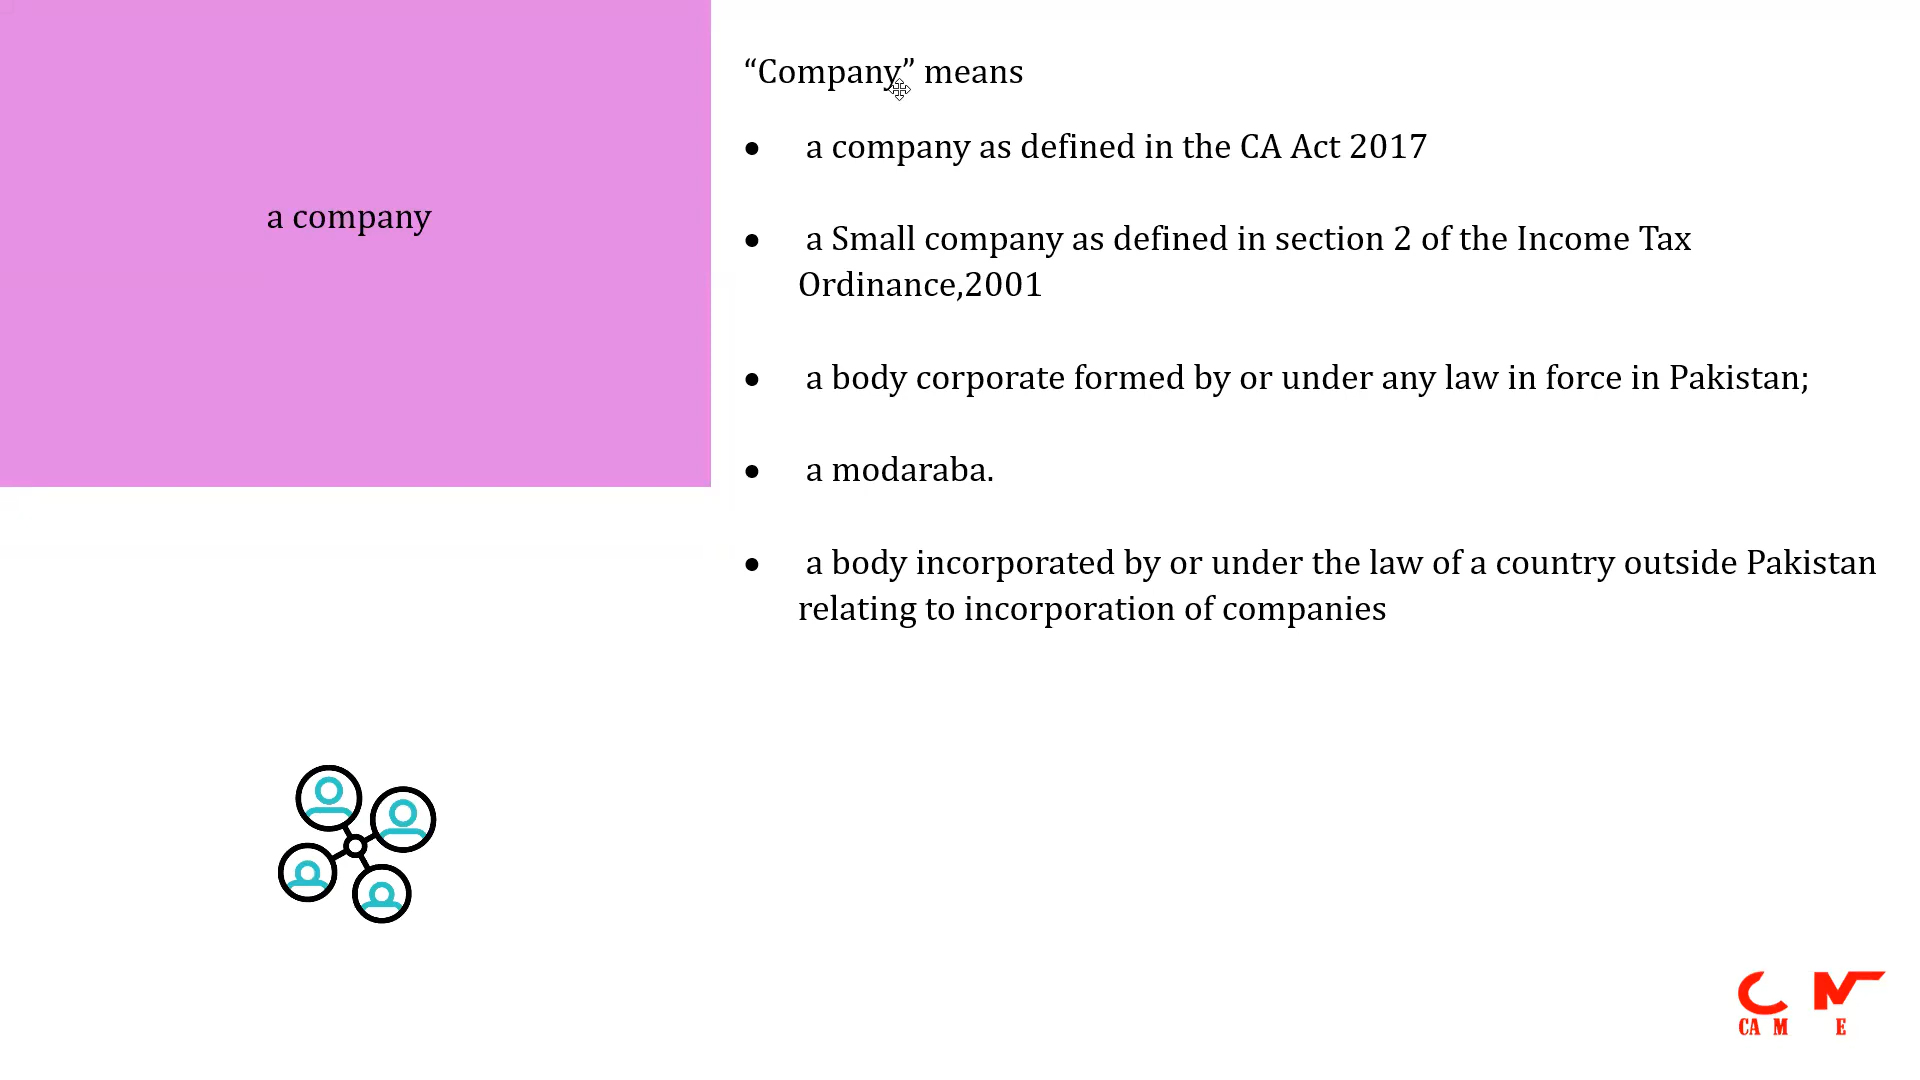 a company
“Company” means
• a company as defined in the CA Act 2017
• a Small company as defined in section 2 of the Income Tax
Ordinance,2001
• a body corporate formed by or under any law in force in Pakistan;
• a modaraba.
• a body incorporated by or under the law of a country outside Pakistan
relating to incorporation of companies
CA M E